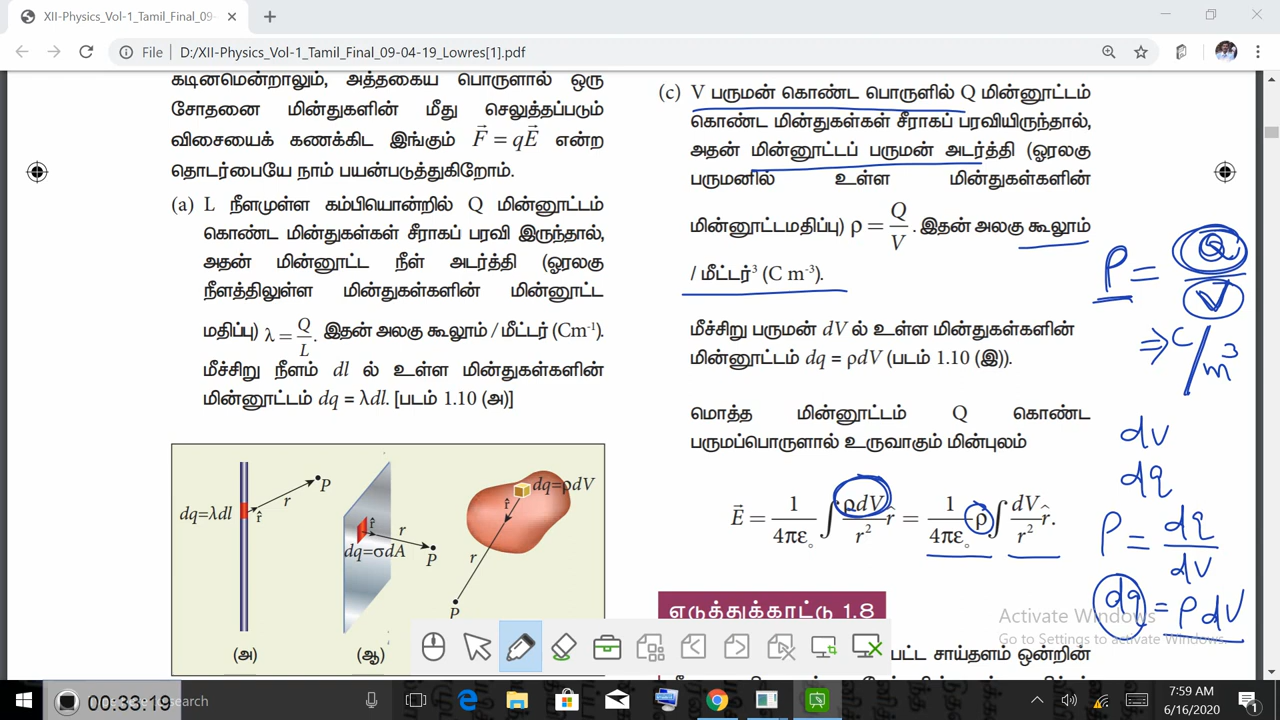 XII-Physics_Vol-1_Tamil_Final_09-
File
D:/XII-Physics_Vol-1_Tamil_Final_09-04-19_Lowres[1].pdf
கடினமென்றாலும், அத்தகைய பொருளால் ஒரு
சோதனை மின்துகளின் மீது செலுத்தப்படும்
விசையைக் கணக்கிட இங்கும் F⃗ = qE⃗ என்ற
தொடர்பையே நாம் பயன்படுத்துகிறோம்.
(a) L நீளமுள்ள கம்பியொன்றில் Q மின்னூட்டம்
கொண்ட மின்துகள்கள் சீராகப் பரவி இருந்தால்,
அதன் மின்னூட்ட நீள் அடர்த்தி (ஓரலகு
நீளத்திலுள்ள மின்துகள்களின் மின்னூட்ட
மதிப்பு) λ = Q/L. இதன் அலகு கூலூம் / மீட்டர் (Cm⁻¹).
மீச்சிறு நீளம் dl ல் உள்ள மின்துகள்களின்
மின்னூட்டம் dq = λdl. [படம் 1.10 (அ)]
dq=λdl
r̂
r
P
(அ)
r̂
r
dq=σdA
P
(ஆ)
dq=ρdV
r̂
r
P
(c) V பருமன் கொண்ட பொருளில் Q மின்னூட்டம்
கொண்ட மின்துகள்கள் சீராகப் பரவியிருந்தால்,
அதன் மின்னூட்டப் பருமன் அடர்த்தி (ஓரலகு
பருமனில் உள்ள மின்துகள்களின்
மின்னூட்டமதிப்பு) ρ = Q/V. இதன் அலகு கூலூம்
/ மீட்டர்³ (C m⁻³).
மீச்சிறு பருமன் dV ல் உள்ள மின்துகள்களின்
மின்னூட்டம் dq = ρdV (படம் 1.10 (இ)).
மொத்த மின்னூட்டம் Q கொண்ட
பருமப்பொருளால் உருவாகும் மின்புலம்
E⃗ = 1/4πε∘ ∫ ρdV/r² r̂ = 1/4πε∘ ρ ∫ dV/r² r̂.
எடுத்துக்காட்டு 1.8
பட்ட சாய்தளம் ஒன்றின்
ρ = Q/V
⇒ C/m³
dv
dq
ρ = dq/dv
dq = ρdV
Activate Windows
Go to Settings to activate Windows.
00:33:19
search
7:59 AM
6/16/2020
1